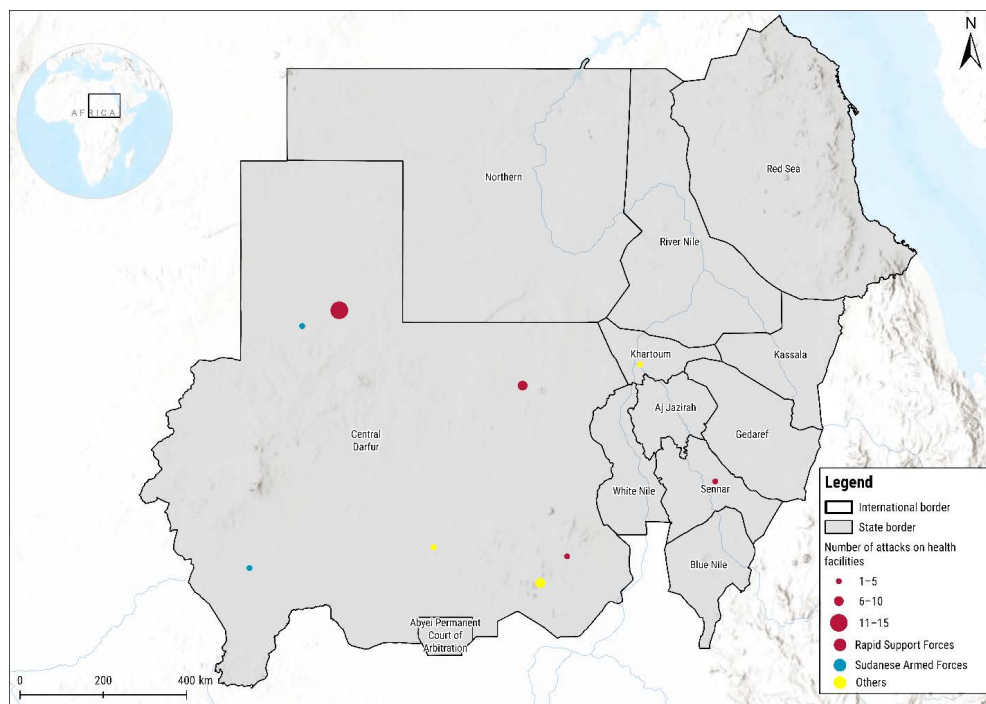 N
AFRICA
Northern
Red Sea
River Nile
Khartoum
Kassala
Aj Jazirah
Gedaref
Central
Darfur
White Nile
Sennar
Blue Nile
Abyei Permanent
Court of
Arbitration
0 200 400 km
Legend
International border
State border
Number of attacks on health
facilities
1–5
6–10
11–15
Rapid Support Forces
Sudanese Armed Forces
Others